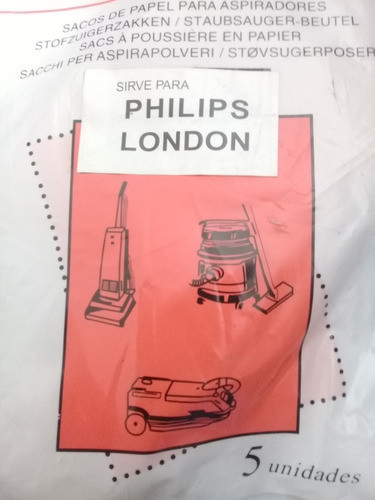 SACOS DE PAPEL PARA ASPIRADORES
STOFZUIGERZAKKEN / STAUBSAUGER-BEUTEL
SACS À POUSSIÈRE EN PAPIER
SACCHI PER ASPIRAPOLVERI / STØVSUGERPOSER
SIRVE PARA
PHILIPS
LONDON
5 unidades